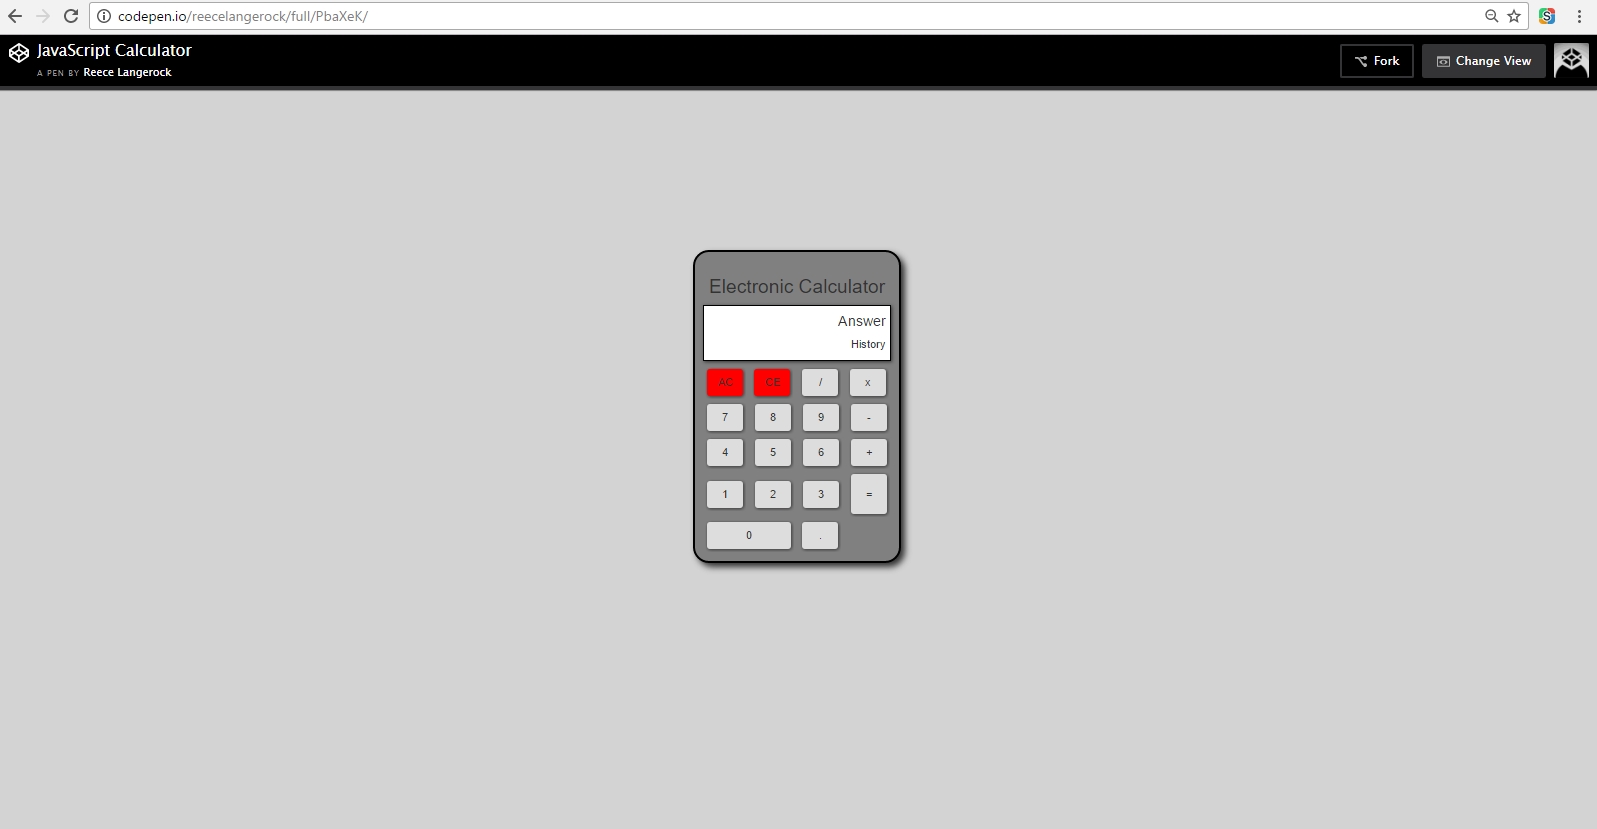 codepen.io/reecelangerock/full/PbaXeK/
JavaScript Calculator
A PEN BY Reece Langerock
Fork
Change View
Electronic Calculator
Answer
History
AC CE / x
7 8 9 -
4 5 6 +
1 2 3 =
0 .